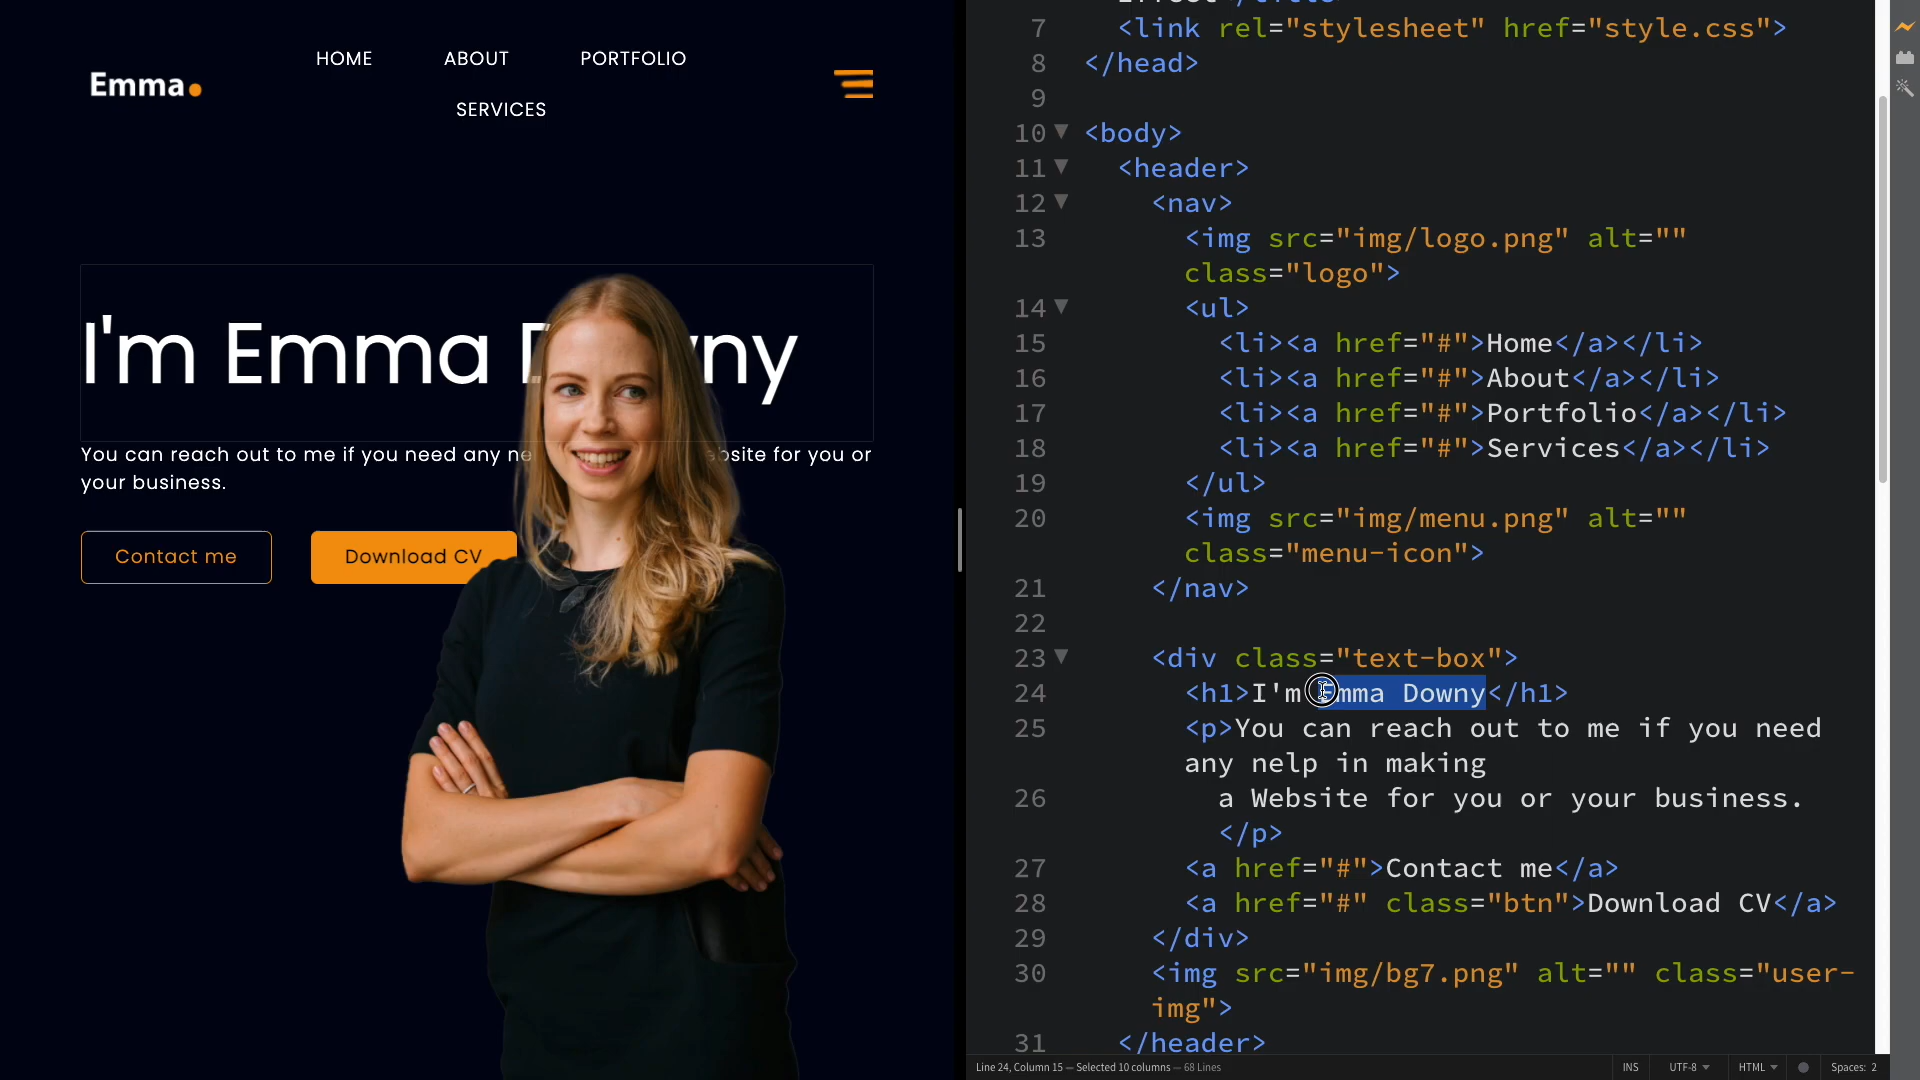 HOME ABOUT PORTFOLIO
Emma.
SERVICES
I'm Emma D wny
You can reach out to me if you need any ne bsite for you or
your business.
Contact me Download CV
7 <link rel="stylesheet" href="style.css">
8 </head>
9
10 <body>
11 <header>
12 <nav>
13 <img src="img/logo.png" alt=""
class="logo">
14 <ul>
15 <li><a href="#">Home</a></li>
16 <li><a href="#">About</a></li>
17 <li><a href="#">Portfolio</a></li>
18 <li><a href="#">Services</a></li>
19 </ul>
20 <img src="img/menu.png" alt=""
class="menu-icon">
21 </nav>
22
23 <div class="text-box">
24 <h1>I'm Emma Downy</h1>
25 <p>You can reach out to me if you need
any nelp in making
26 a Website for you or your business.
</p>
27 <a href="#">Contact me</a>
28 <a href="#" class="btn">Download CV</a>
29 </div>
30 <img src="img/bg7.png" alt="" class="user-
img">
31 </header>
Line 24, Column 15 — Selected 10 columns — 68 Lines INS UTF-8 HTML Spaces: 2